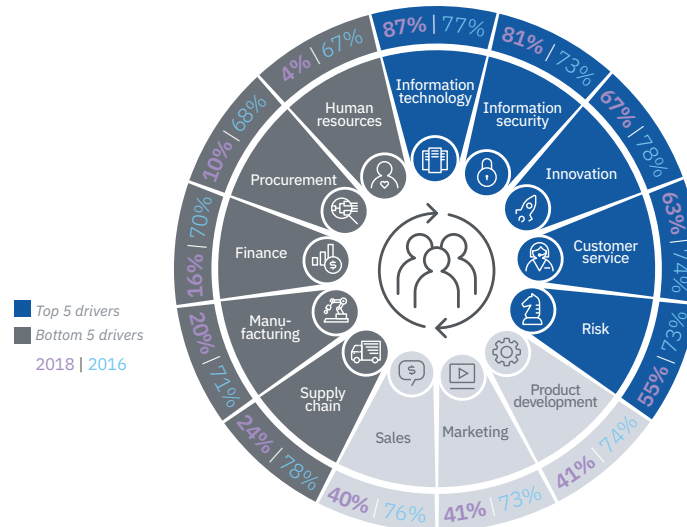 87% | 77%
Information
technology
81% | 73%
Information
security
67% | 78%
Innovation
63% | 74%
Customer
service
55% | 73%
Risk
41% | 74%
Product
development
41% | 73%
Marketing
40% | 76%
Sales
24% | 78%
Supply
chain
20% | 71%
Manu-
facturing
16% | 70%
Finance
10% | 68%
Procurement
4% | 67%
Human
resources
$
$
Top 5 drivers
Bottom 5 drivers
2018 | 2016